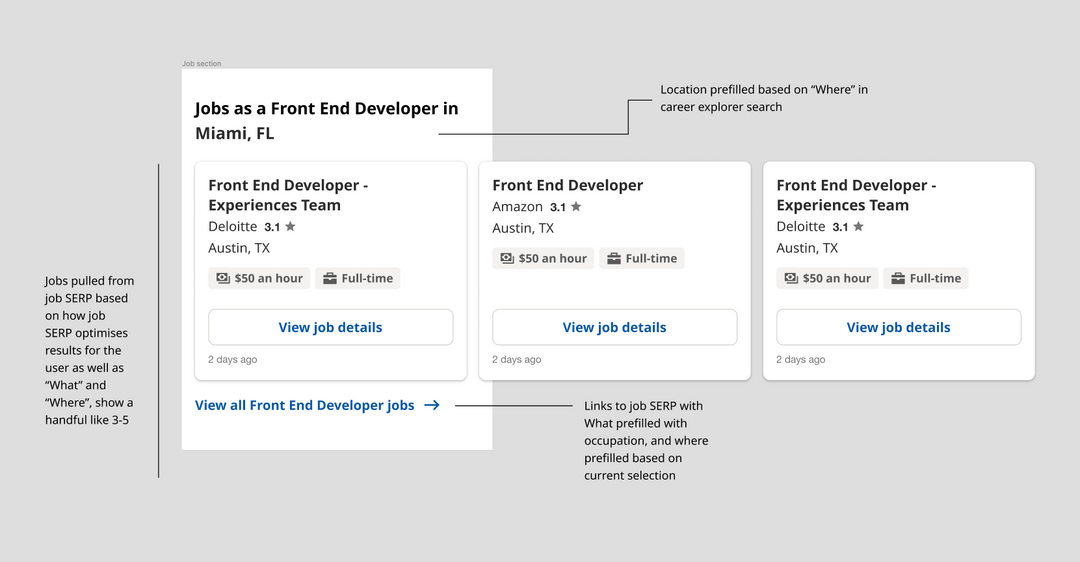 Job section
Jobs as a Front End Developer in
Miami, FL
Location prefilled based on “Where” in
career explorer search
Front End Developer -
Experiences Team
Deloitte 3.1
Austin, TX
$50 an hour
Full-time
View job details
2 days ago
Front End Developer
Amazon 3.1
Austin, TX
$50 an hour
Full-time
View job details
2 days ago
Front End Developer -
Experiences Team
Deloitte 3.1
Austin, TX
$50 an hour
Full-time
View job details
2 days ago
Jobs pulled from
job SERP based
on how job
SERP optimises
results for the
user as well as
“What” and
“Where”, show a
handful like 3-5
View all Front End Developer jobs
Links to job SERP with
What prefilled with
occupation, and where
prefilled based on
current selection